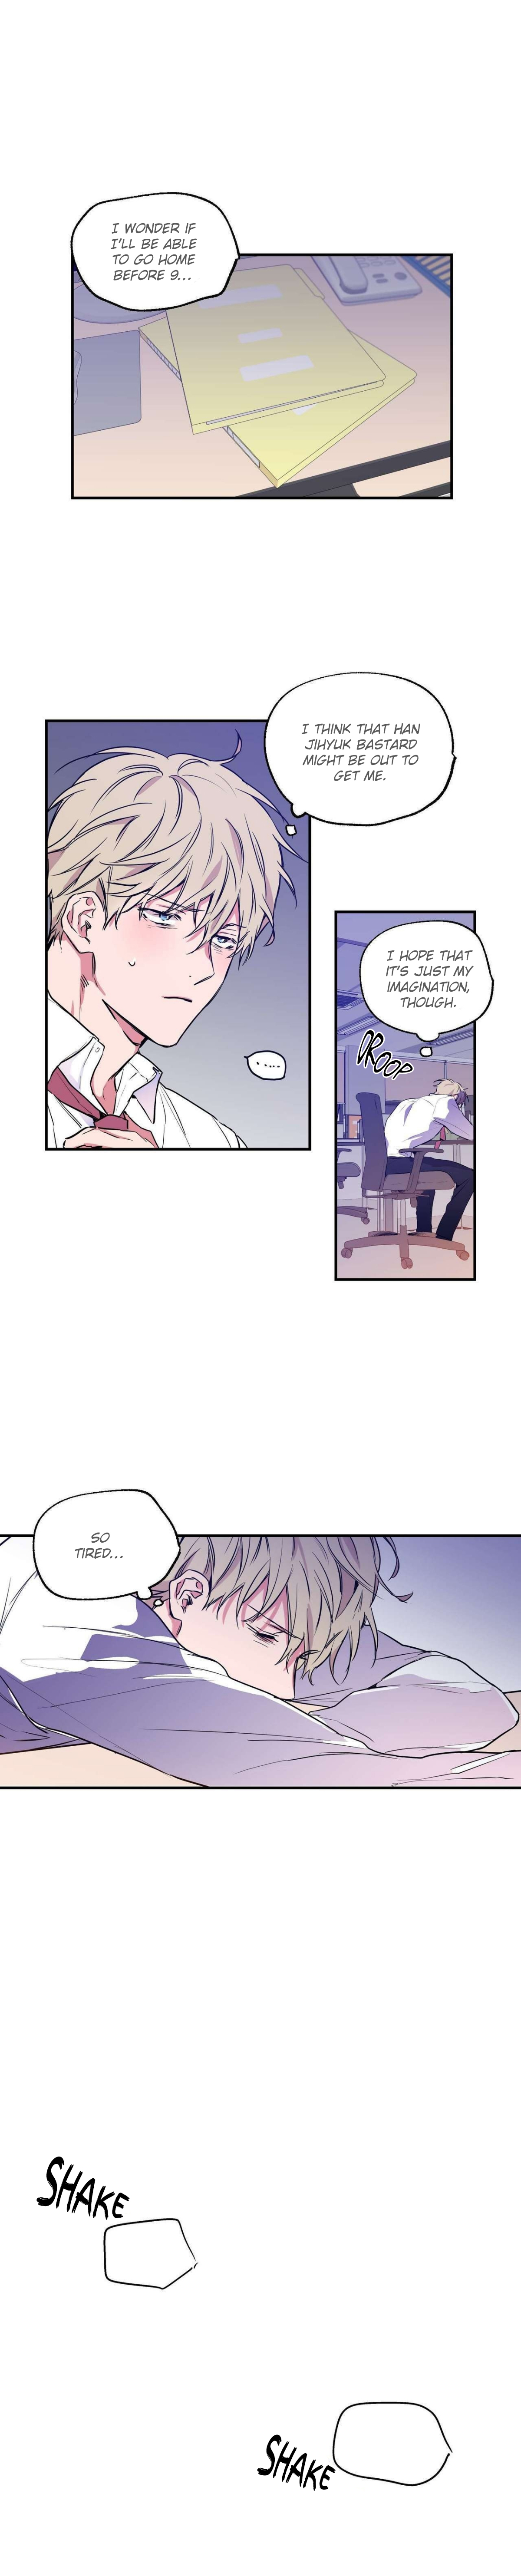 I WONDER IF
I'LL BE ABLE
TO GO HOME
BEFORE 9...
I THINK THAT HAN
JIHYUK BASTARD
MIGHT BE OUT TO
GET ME.
.....
I HOPE THAT
IT'S JUST MY
IMAGINATION,
THOUGH.
DROOP
SO
TIRED...
SHAKE
SHAKE